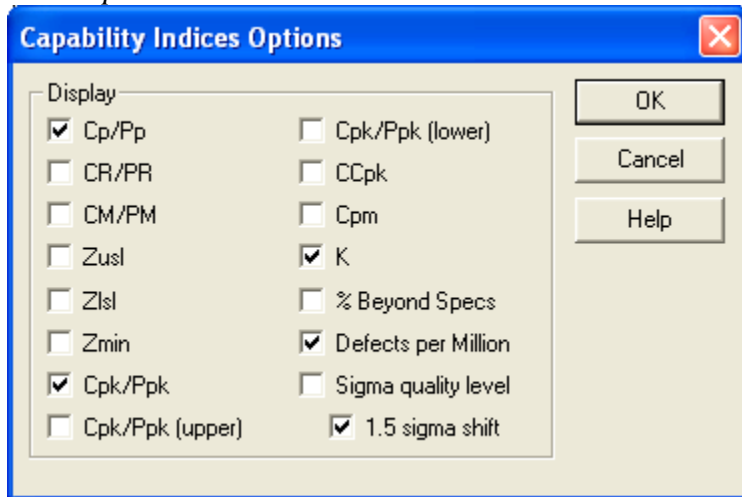 Capability Indices Options
Display
Cp/Pp
CR/PR
CM/PM
Zusl
Zlsl
Zmin
Cpk/Ppk
Cpk/Ppk (upper)
Cpk/Ppk (lower)
CCpk
Cpm
K
% Beyond Specs
Defects per Million
Sigma quality level
1.5 sigma shift
OK
Cancel
Help